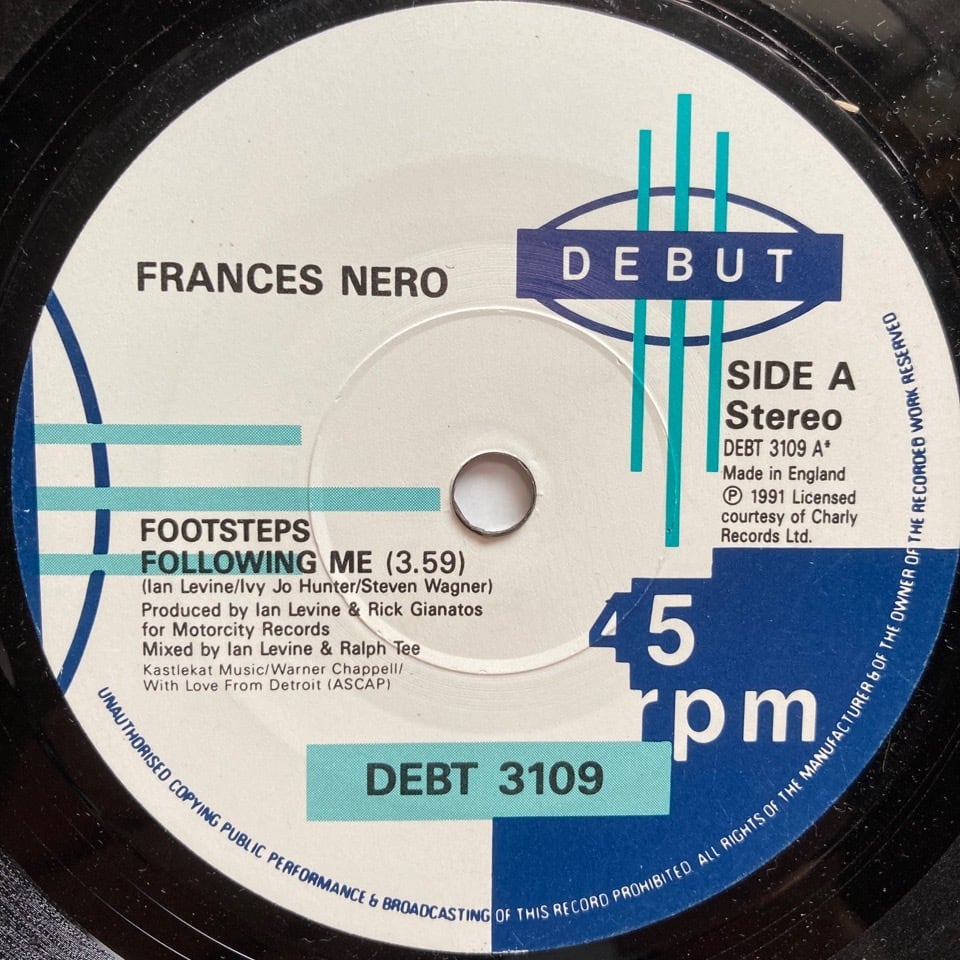 DEBUT
FRANCES NERO
SIDE A
Stereo
DEBT 3109 A*
Made in England
Ⓟ 1991 Licensed
courtesy of Charly
Records Ltd.
FOOTSTEPS
FOLLOWING ME (3.59)
(Ian Levine/Ivy Jo Hunter/Steven Wagner)
Produced by Ian Levine & Rick Gianatos
for Motorcity Records
Mixed by Ian Levine & Ralph Tee
Kastlekat Music/Warner Chappell/
With Love From Detroit (ASCAP)
45
rpm
DEBT 3109
UNAUTHORISED COPYING PUBLIC PERFORMANCE & BROADCASTING OF THIS RECORD PROHIBITED. ALL RIGHTS OF THE MANUFACTURER & OF THE OWNER OF THE RECORDED WORK RESERVED